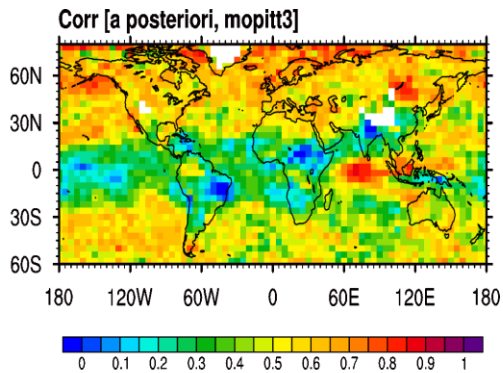 Corr [a posteriori, mopitt3]
60N
30N
0
30S
60S
180 120W 60W 0 60E 120E 180
0 0.1 0.2 0.3 0.4 0.5 0.6 0.7 0.8 0.9 1